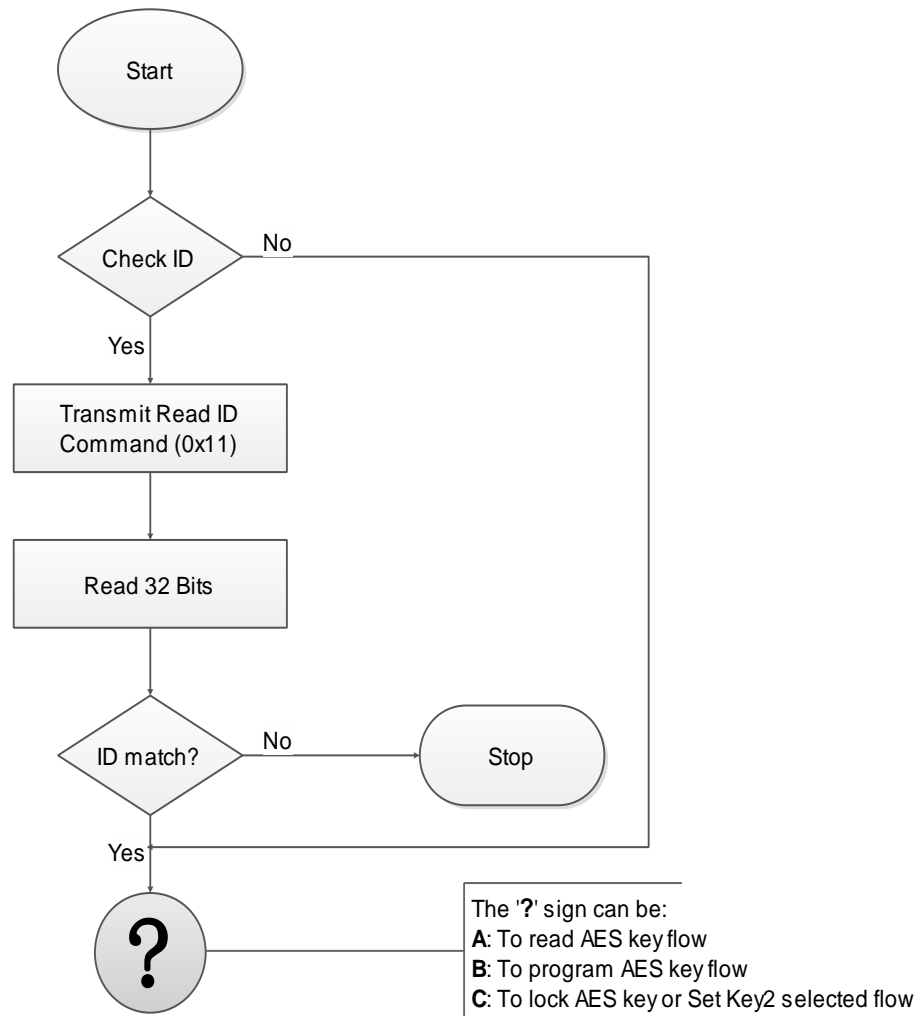 Start
Check ID
No
Yes
Transmit Read ID
Command (0x11)
Read 32 Bits
ID match?
No
Stop
Yes
?
The '?' sign can be:
A: To read AES key flow
B: To program AES key flow
C: To lock AES key or Set Key2 selected flow